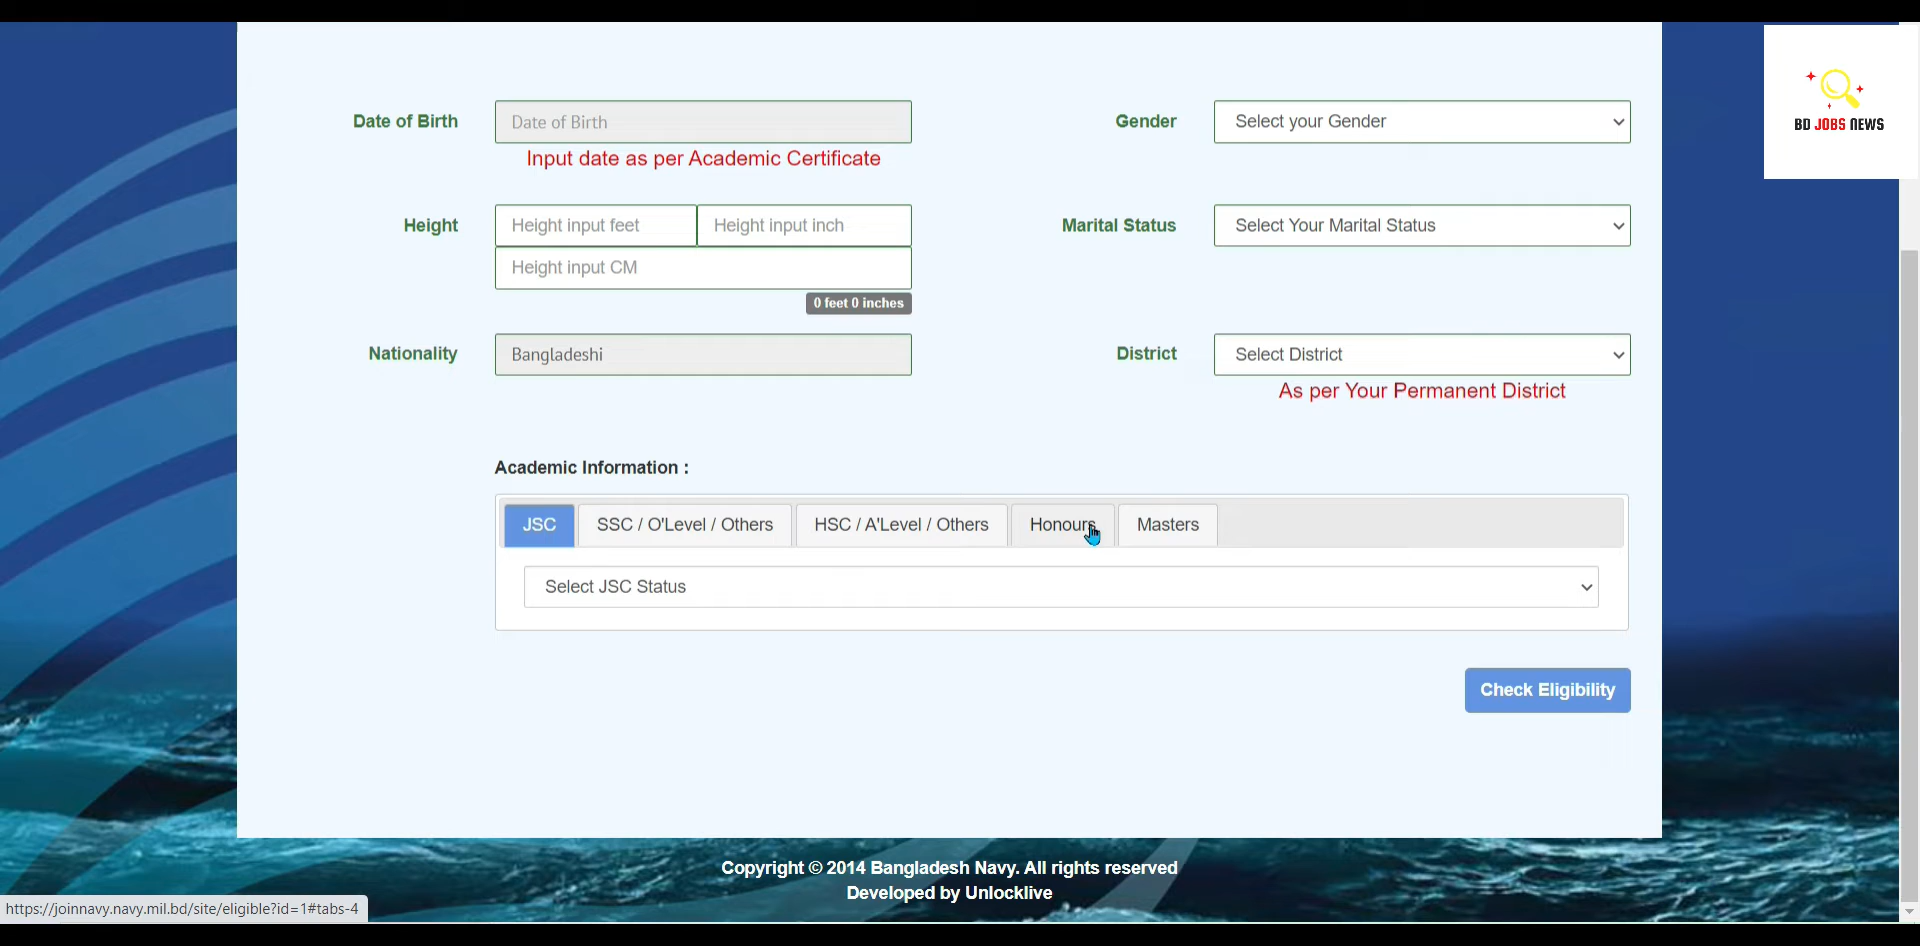 Date of Birth
Date of Birth
Input date as per Academic Certificate
Gender
Select your Gender
BD JOBS NEWS
Height
Height input feet
Height input inch
Height input CM
0 feet 0 inches
Marital Status
Select Your Marital Status
Nationality
Bangladeshi
District
Select District
As per Your Permanent District
Academic Information :
JSC
SSC / O'Level / Others
HSC / A'Level / Others
Honours
Masters
Select JSC Status
Check Eligibility
Copyright © 2014 Bangladesh Navy. All rights reserved
Developed by Unlocklive
https://joinnavy.navy.mil.bd/site/eligible?id=1#tabs-4